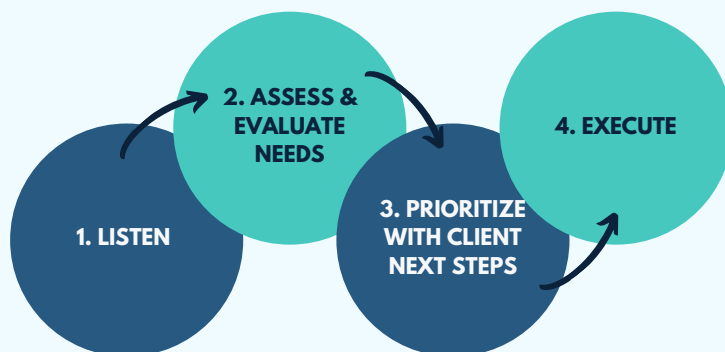 1. LISTEN
2. ASSESS &
EVALUATE
NEEDS
3. PRIORITIZE
WITH CLIENT
NEXT STEPS
4. EXECUTE